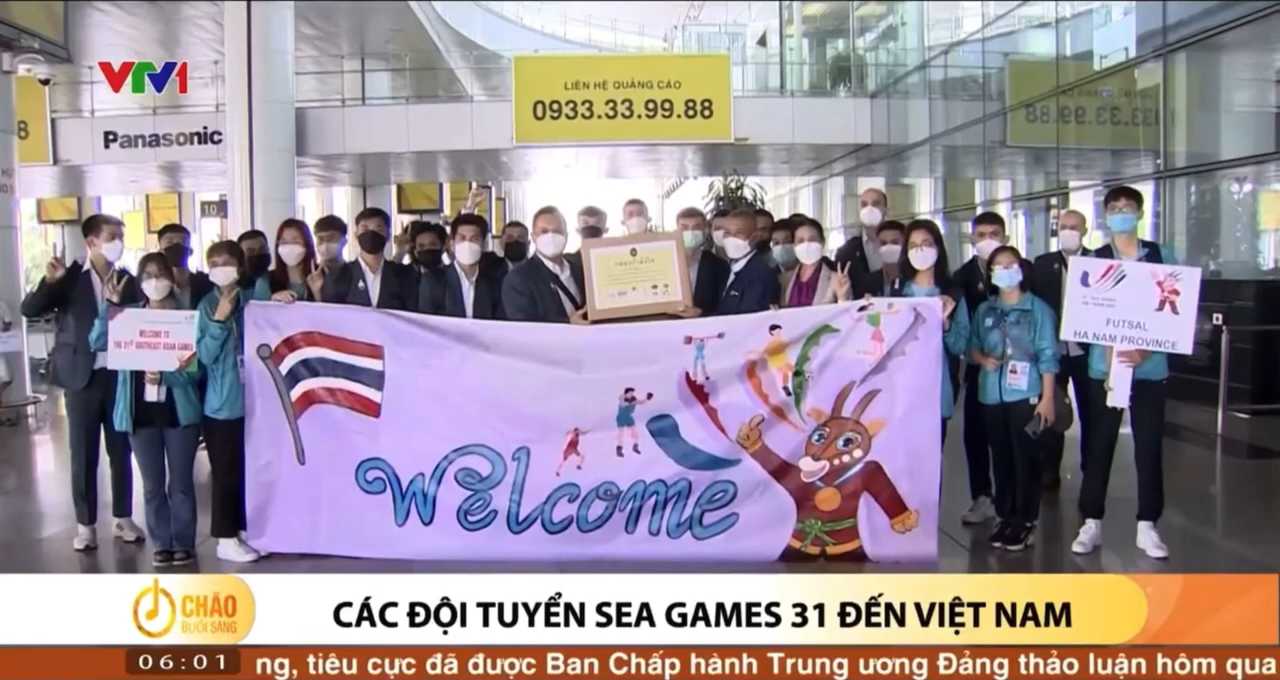 VTV1
LIÊN HỆ QUẢNG CÁO
0933.33.99.88
Panasonic
10
WELCOME TO
THE 31ST SOUTHEAST ASIAN GAMES
FUTSAL
HA NAM PROVINCE
Welcome
CHÀO
BUỔI SÁNG
CÁC ĐỘI TUYỂN SEA GAMES 31 ĐẾN VIỆT NAM
06:01
ng, tiêu cực đã được Ban Chấp hành Trung ương Đảng thảo luận hôm qua